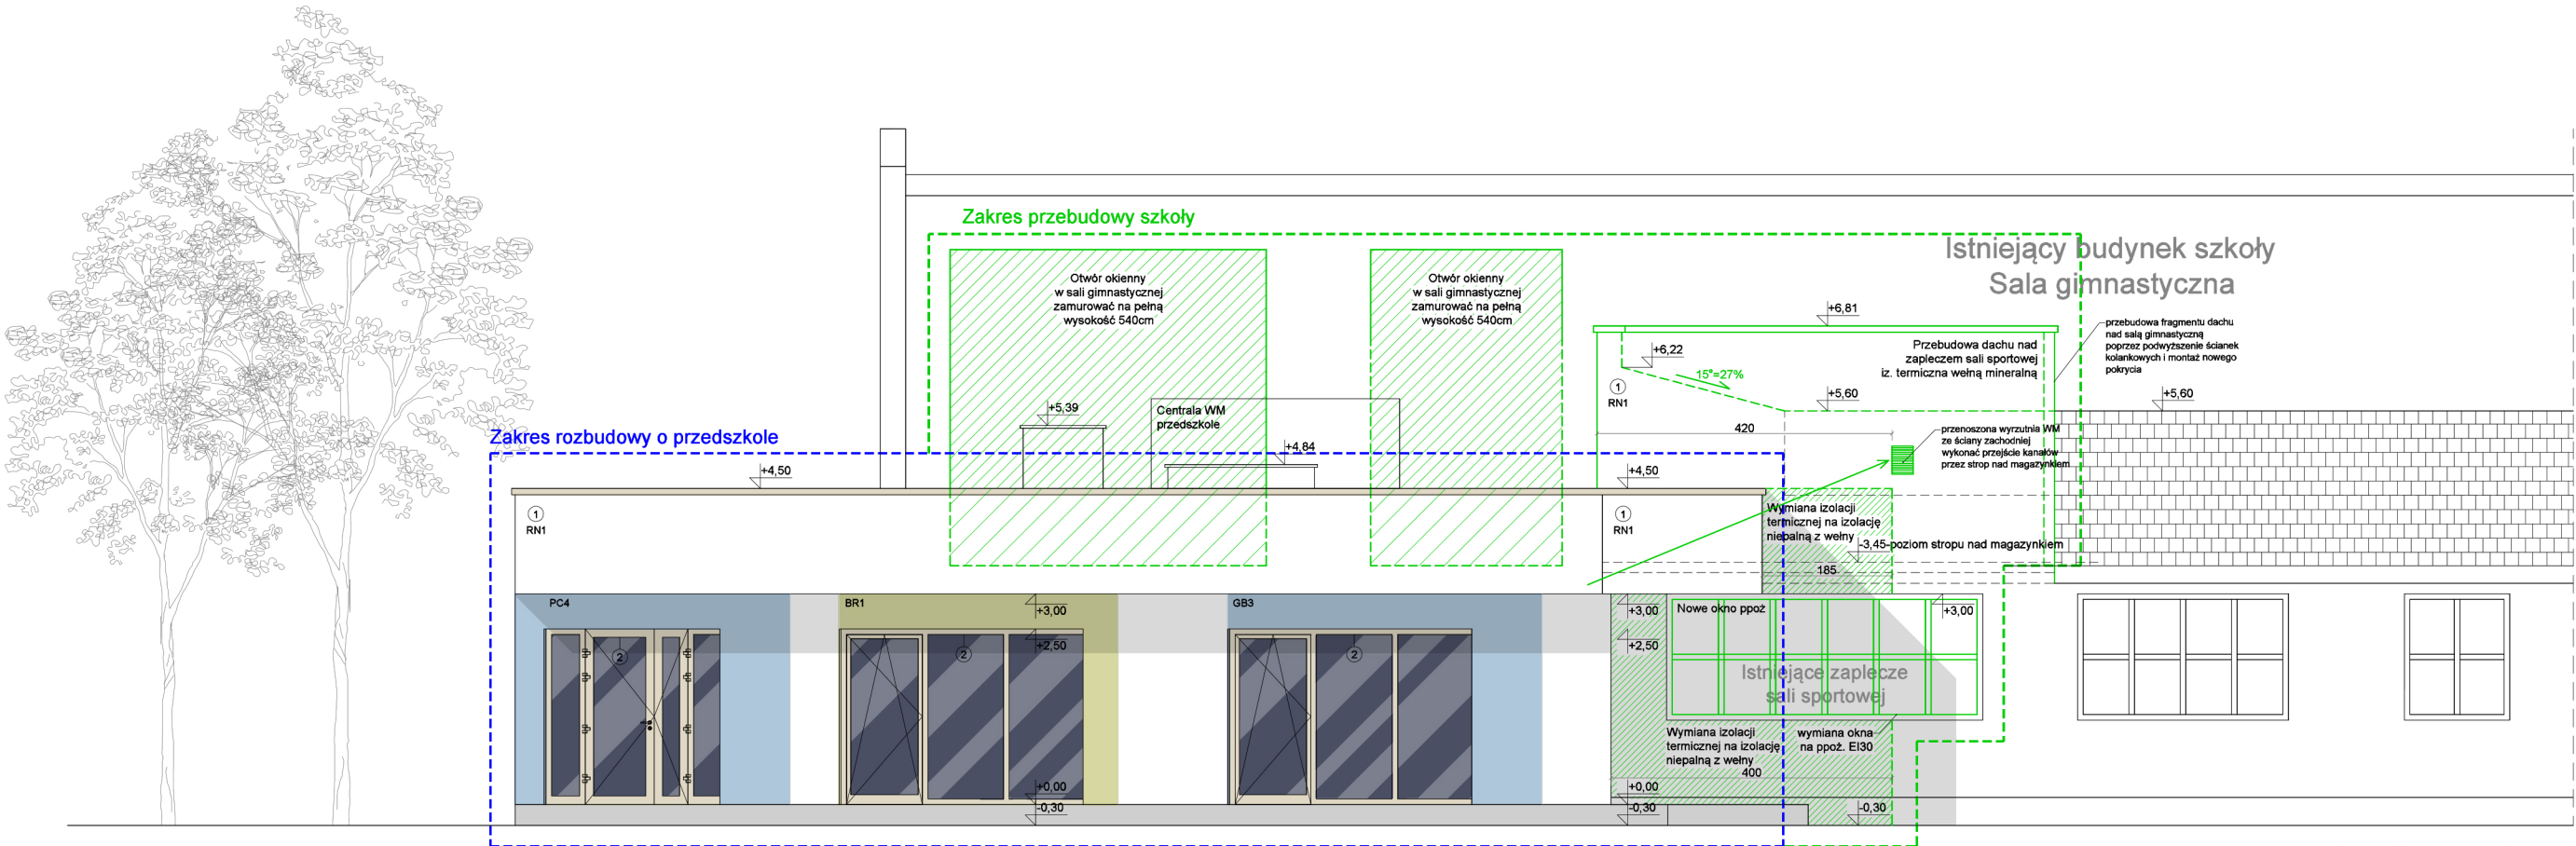 Zakres przebudowy szkoły
Istniejący budynek szkoły
Sala gimnastyczna
Otwór okienny
w sali gimnastycznej
zamurować na pełną
wysokość 540cm
Otwór okienny
w sali gimnastycznej
zamurować na pełną
wysokość 540cm
+6,81
przebudowa fragmentu dachu
nad salą gimnastyczną
poprzez podwyższenie ścianek
kolankowych i montaż nowego
pokrycia
Przebudowa dachu nad
zapleczem sali sportowej
iz. termiczna wełną mineralną
+6,22
15°=27%
1
RN1
+5,60
+5,60
+5,39
Centrala WM
przedszkole
+4,84
420
przenoszona wyrzutnia WM
ze ściany zachodniej
wykonać przejście kanałów
przez strop nad magazynkiem
Zakres rozbudowy o przedszkole
+4,50
+4,50
1
RN1
1
RN1
Wymiana izolacji
termicznej na izolację
niepalną z wełny
-3,45-poziom stropu nad magazynkiem
185
PC4
BR1
GB3
+3,00
+3,00
Nowe okno ppoż
+3,00
+2,50
+2,50
2
2
2
Istniejące zaplecze
sali sportowej
Wymiana izolacji
termicznej na izolację
niepalną z wełny
wymiana okna
na ppoż. EI30
400
+0,00
+0,00
-0,30
-0,30
-0,30